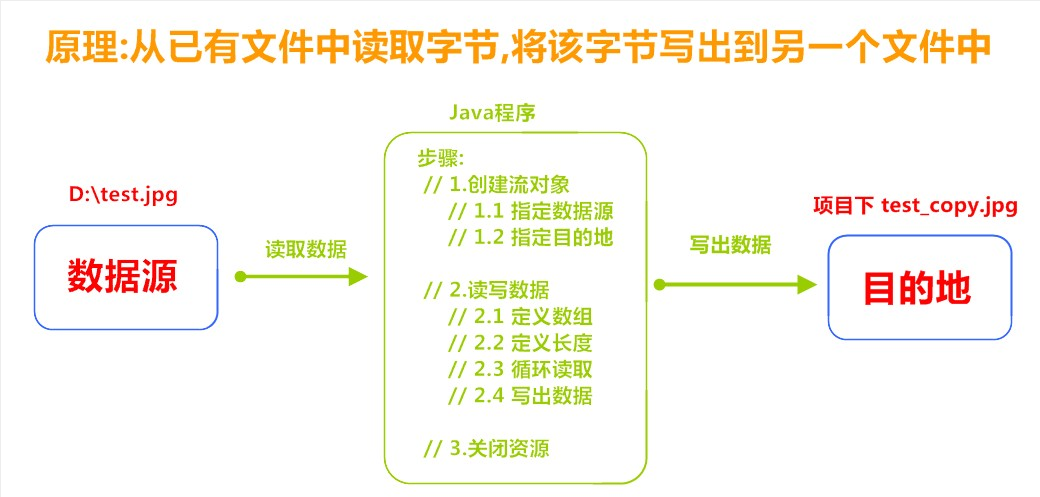 原理:从已有文件中读取字节,将该字节写出到另一个文件中
Java程序
步骤:
// 1.创建流对象
// 1.1 指定数据源
// 1.2 指定目的地
// 2.读写数据
// 2.1 定义数组
// 2.2 定义长度
// 2.3 循环读取
// 2.4 写出数据
// 3.关闭资源
D:\test.jpg
数据源
读取数据
写出数据
项目下 test_copy.jpg
目的地